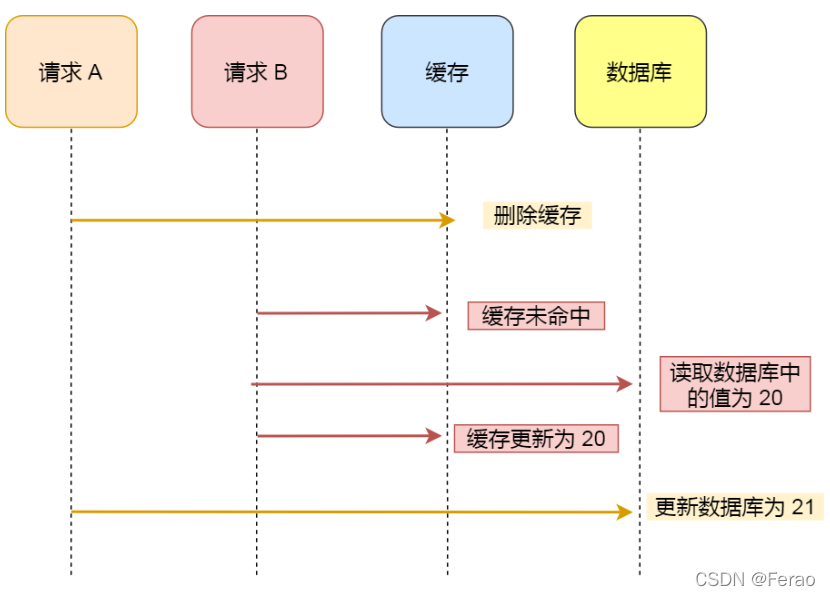 请求 A
请求 B
缓存
数据库
删除缓存
缓存未命中
读取数据库中
的值为 20
缓存更新为 20
更新数据库为 21
CSDN @Ferao